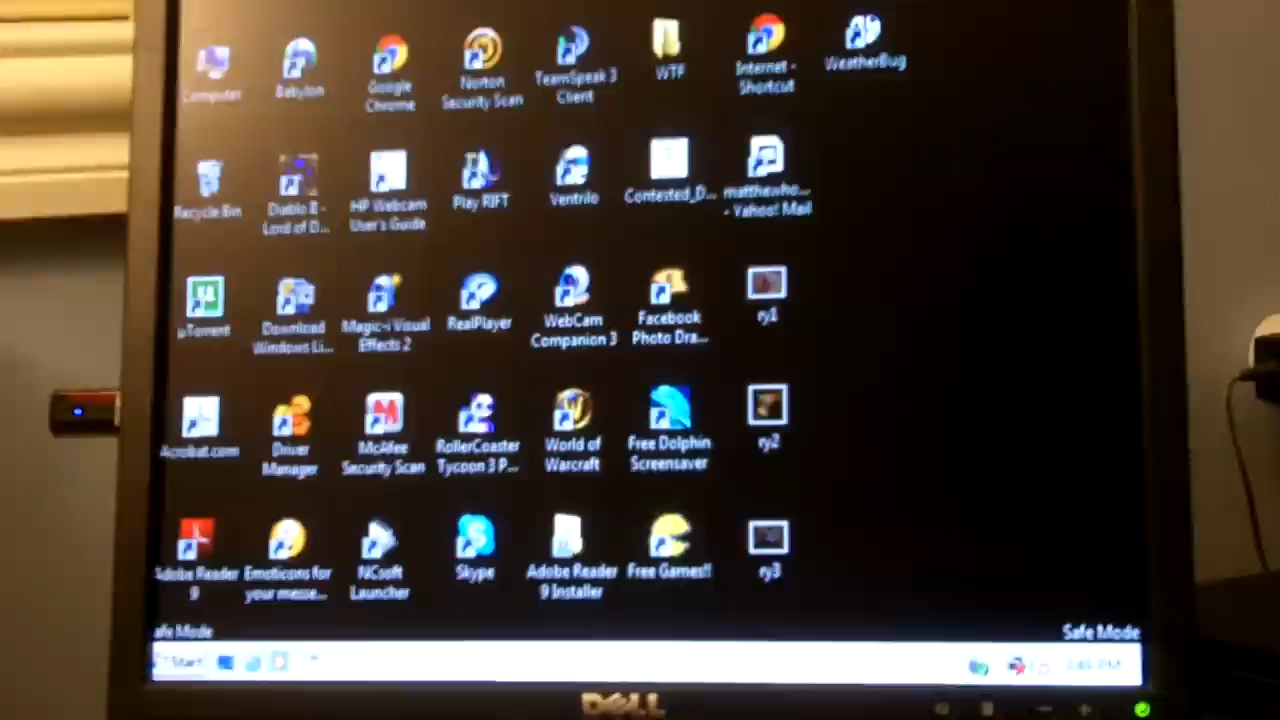 Computer
Babylon
Google
Chrome
Norton
Security Scan
TeamSpeak 3
Client
WTF
Internet -
Shortcut
WeatherBug
Recycle Bin
Diablo II -
Lord of D...
HP Webcam
User's Guide
Play RIFT
Ventrilo
Contested_D...
matthewho...
- Yahoo! Mail
µTorrent
Download
Windows Li...
Magic-i Visual
Effects 2
RealPlayer
WebCam
Companion 3
Facebook
Photo Dra...
ry1
Acrobat.com
Driver
Manager
McAfee
Security Scan
RollerCoaster
Tycoon 3 P...
World of
Warcraft
Free Dolphin
Screensaver
ry2
Adobe Reader
9
Emoticons for
your messe...
NCsoft
Launcher
Skype
Adobe Reader
9 Installer
Free Games!!
ry3
afe Mode
Safe Mode
Start
DELL